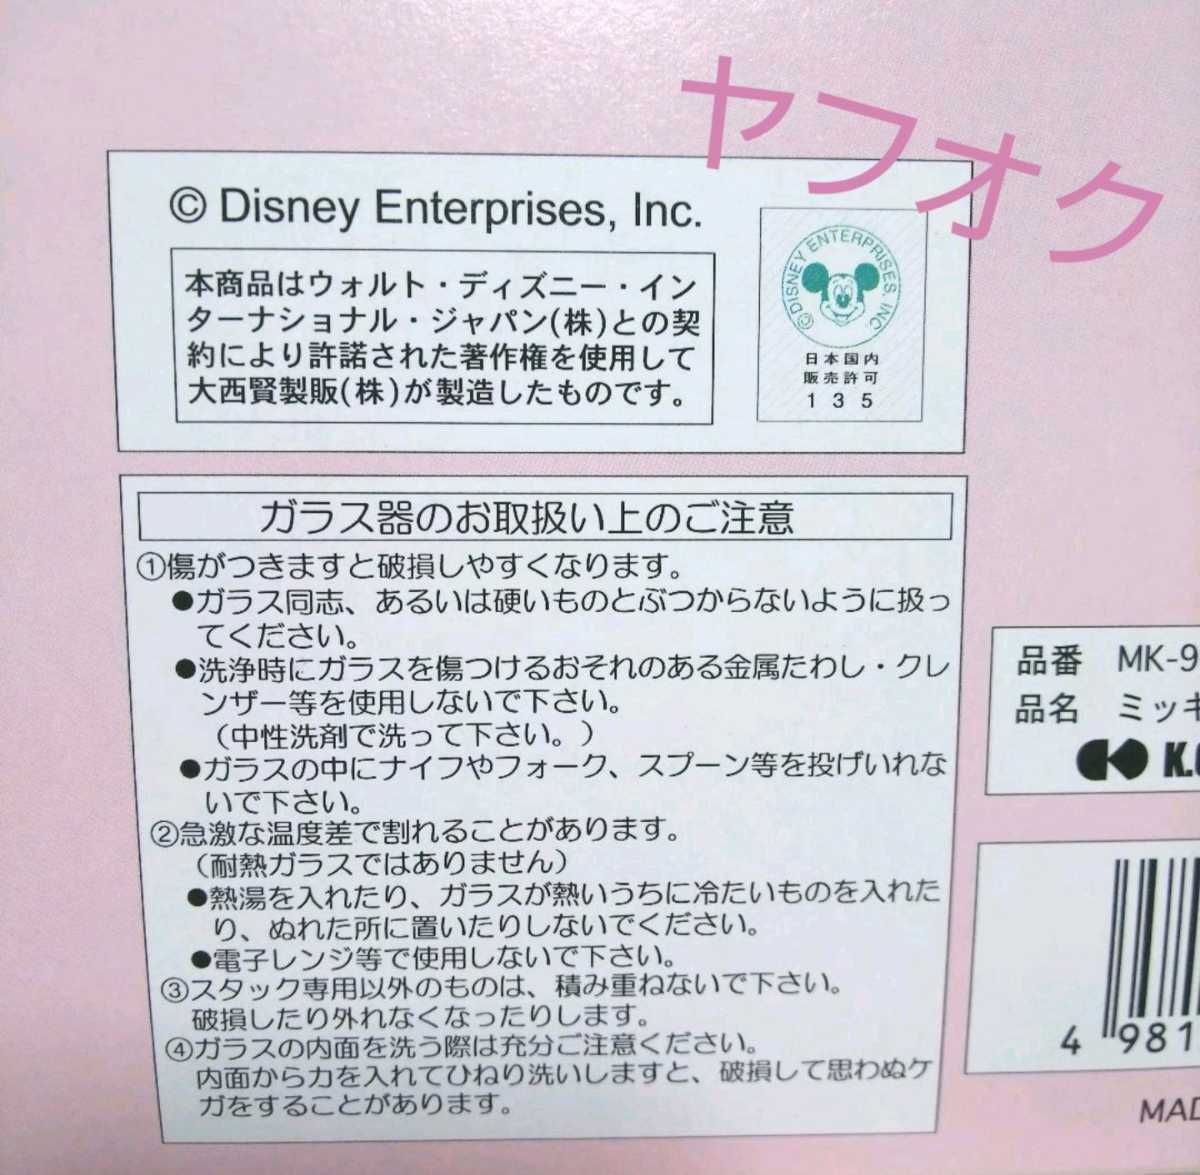 ヤフオク
© Disney Enterprises, Inc.
本商品はウォルト・ディズニー・イン
ターナショナル・ジャパン(株)との契
約により許諾された著作権を使用して
大西賢製販(株)が製造したものです。
©DISNEY ENTERPRISES, INC.
日本国内
販売許可
135
ガラス器のお取扱い上のご注意
①傷がつきますと破損しやすくなります。
●ガラス同志、あるいは硬いものとぶつからないように扱っ
てください。
●洗浄時にガラスを傷つけるおそれのある金属たわし・クレ
ンザー等を使用しないで下さい。
（中性洗剤で洗って下さい。）
●ガラスの中にナイフやフォーク、スプーン等を投げいれな
いで下さい。
②急激な温度差で割れることがあります。
（耐熱ガラスではありません）
●熱湯を入れたり、ガラスが熱いうちに冷たいものを入れた
り、ぬれた所に置いたりしないでください。
●電子レンジ等で使用しないで下さい。
③スタック専用以外のものは、積み重ねないで下さい。
破損したり外れなくなったりします。
④ガラスの内面を洗う際は充分ご注意ください。
内面から力を入れてひねり洗いしますと、破損して思わぬケ
ガをすることがあります。
品番 MK-9
品名 ミッキ
K.
4 981
MAD